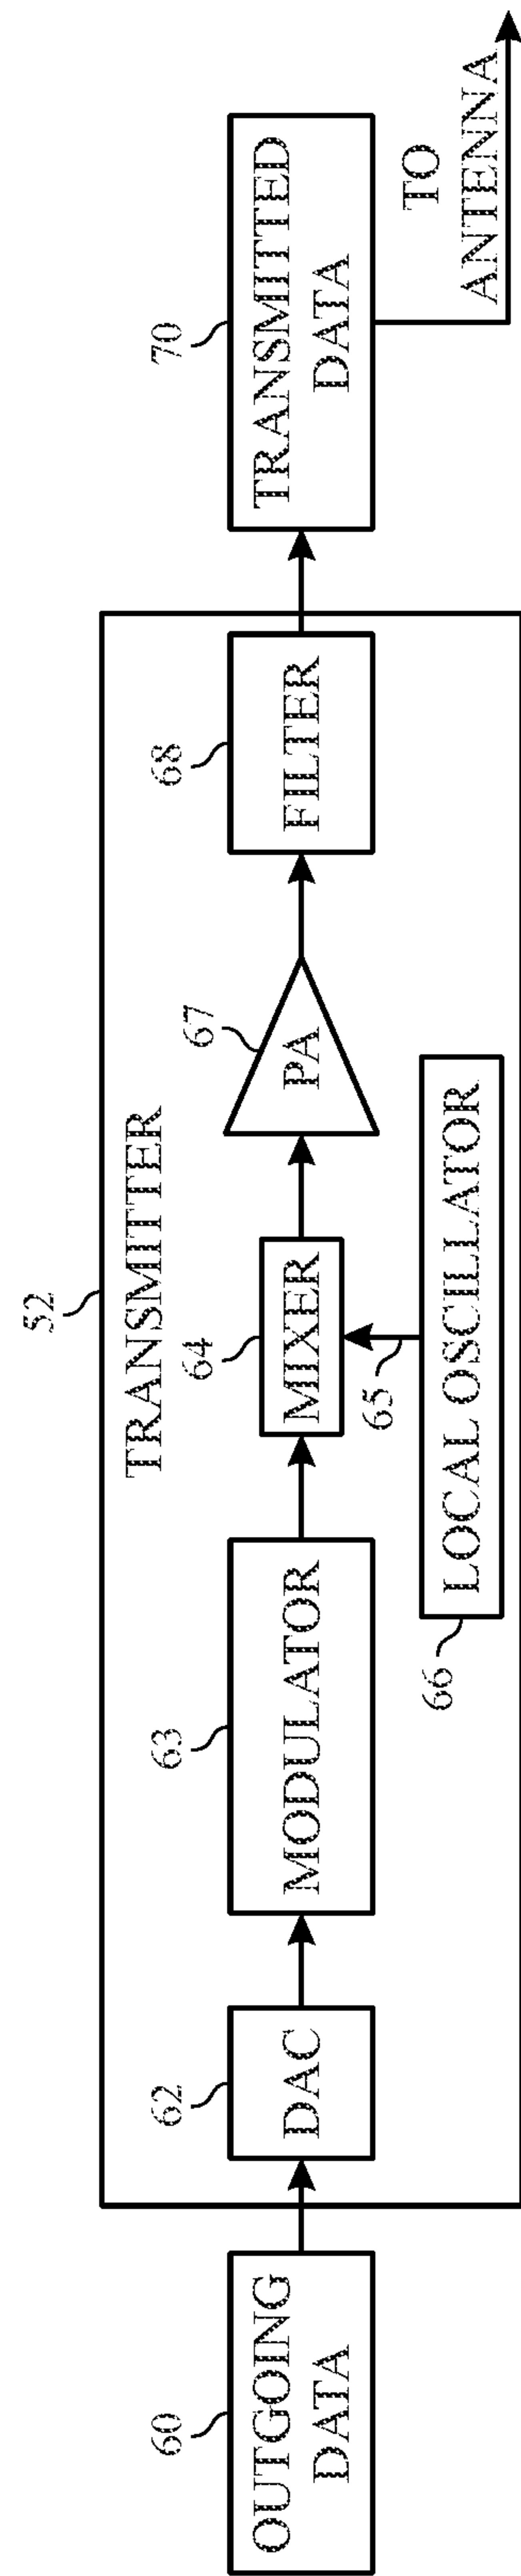 52
TRANSMITTER
60
OUTGOING
DATA
62
DAC
63
MODULATOR
64
MIXER
65
66
LOCAL OSCILLATOR
67
PA
68
FILTER
70
TRANSMITTED
DATA
TO
ANTENNA